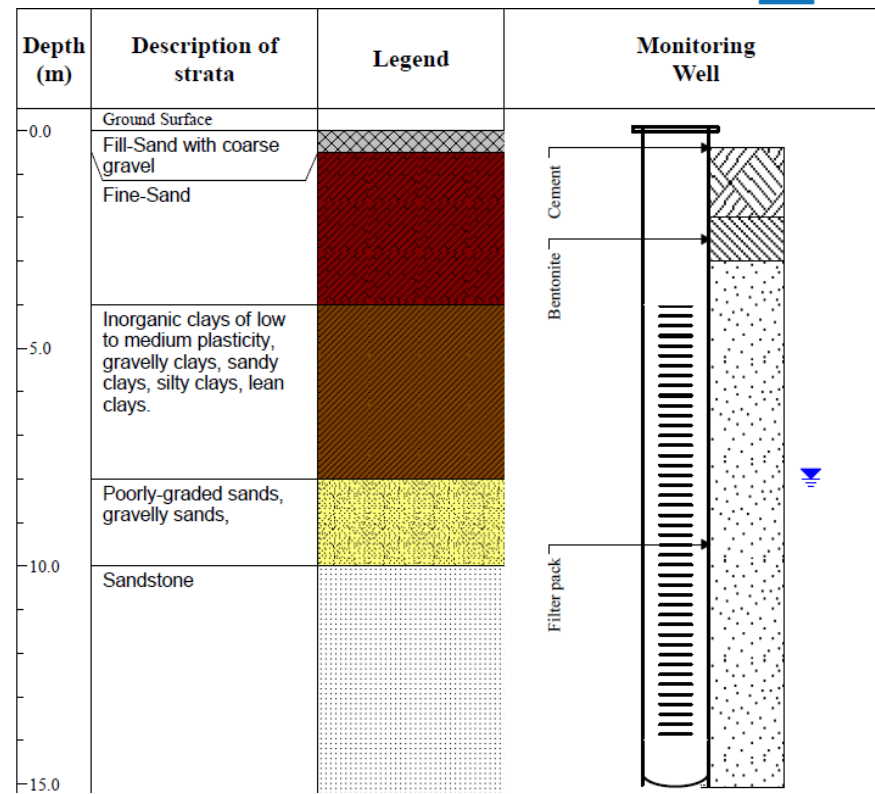 Depth
(m)
Description of
strata
Legend
Monitoring
Well
Ground Surface
0.0
Fill-Sand with coarse
gravel
Fine-Sand
Cement
Bentonite
Inorganic clays of low
to medium plasticity,
gravelly clays, sandy
clays, silty clays, lean
clays.
5.0
Poorly-graded sands,
gravelly sands,
Filter pack
10.0
Sandstone
15.0